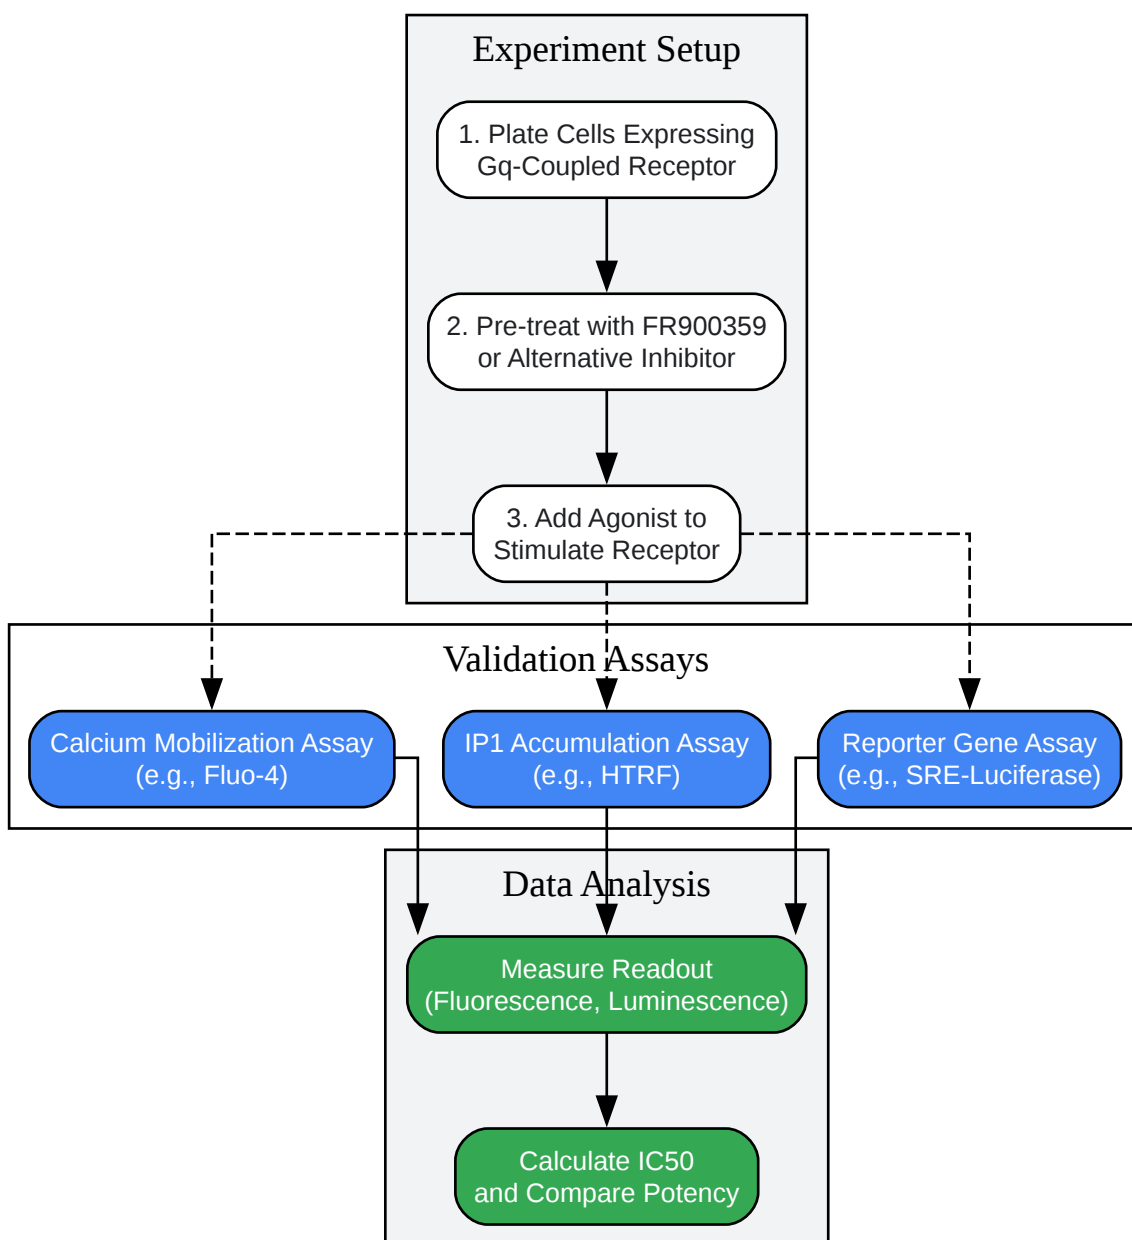 Experiment Setup
1. Plate Cells Expressing
Gq-Coupled Receptor
2. Pre-treat with FR900359
or Alternative Inhibitor
3. Add Agonist to
Stimulate Receptor
Validation Assays
Calcium Mobilization Assay
(e.g., Fluo-4)
IP1 Accumulation Assay
(e.g., HTRF)
Reporter Gene Assay
(e.g., SRE-Luciferase)
Data Analysis
Measure Readout
(Fluorescence, Luminescence)
Calculate IC50
and Compare Potency